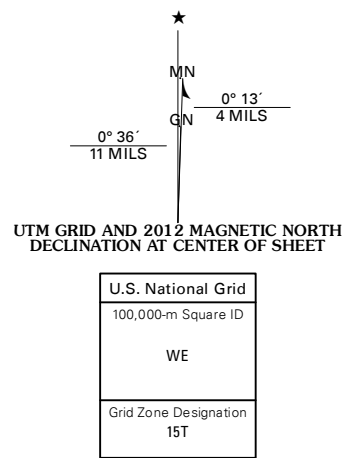 ★
MN
0° 13´
4 MILS
GN
0° 36´
11 MILS
UTM GRID AND 2012 MAGNETIC NORTH
DECLINATION AT CENTER OF SHEET
U.S. National Grid
100,000-m Square ID
WE
Grid Zone Designation
15T